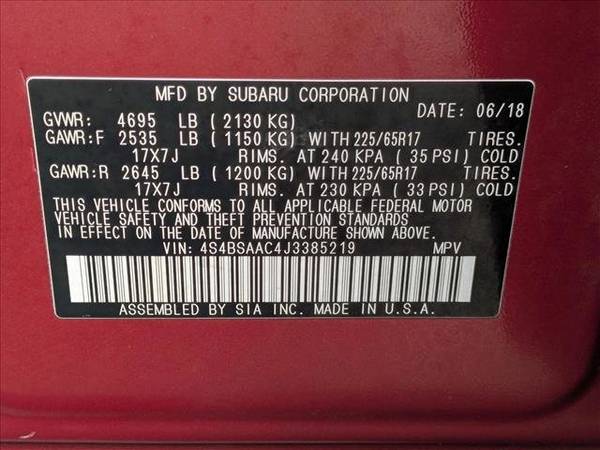 MFD BY SUBARU CORPORATION
GVWR: 4695 LB (2130 KG) DATE: 06/18
GAWR:F 2535 LB (1150 KG) WITH 225/65R17 TIRES.
17X7J RIMS. AT 240 KPA (35 PSI) COLD
GAWR:R 2645 LB (1200 KG) WITH 225/65R17 TIRES.
17X7J RIMS. AT 230 KPA (33 PSI) COLD
THIS VEHICLE CONFORMS TO ALL APPLICABLE FEDERAL MOTOR
VEHICLE SAFETY AND THEFT PREVENTION STANDARDS
IN EFFECT ON THE DATE OF MANUFACTURE SHOWN ABOVE.
VIN: 4S4BSAAC4J3385219 MPV
ASSEMBLED BY SIA INC. MADE IN U.S.A.